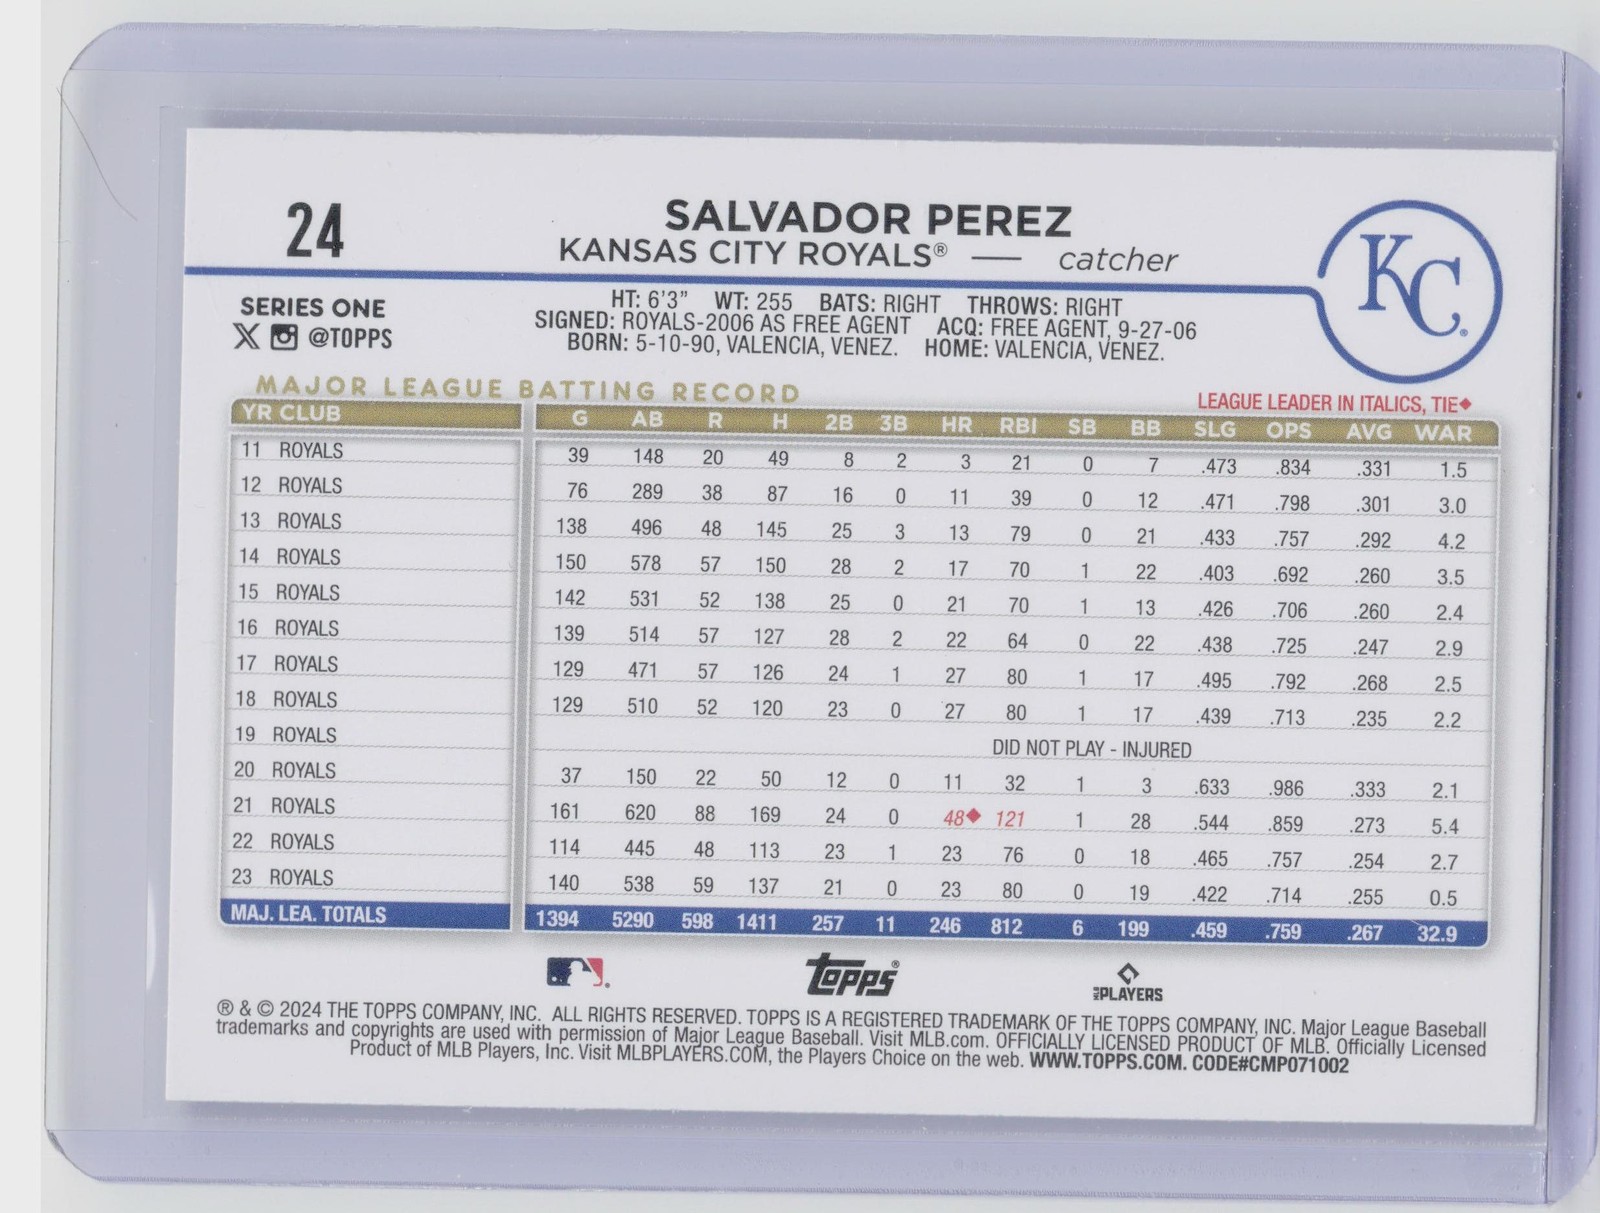 24
SALVADOR PEREZ
KANSAS CITY ROYALS® — catcher
KC®
SERIES ONE
X @TOPPS
HT: 6'3" WT: 255 BATS: RIGHT THROWS: RIGHT
SIGNED: ROYALS-2006 AS FREE AGENT ACQ: FREE AGENT, 9-27-06
BORN: 5-10-90, VALENCIA, VENEZ. HOME: VALENCIA, VENEZ.
MAJOR LEAGUE BATTING RECORD
LEAGUE LEADER IN ITALICS, TIE◆
YR CLUB G AB R H 2B 3B HR RBI SB BB SLG OPS AVG WAR
11 ROYALS 39 148 20 49 8 2 3 21 0 7 .473 .834 .331 1.5
12 ROYALS 76 289 38 87 16 0 11 39 0 12 .471 .798 .301 3.0
13 ROYALS 138 496 48 145 25 3 13 79 0 21 .433 .757 .292 4.2
14 ROYALS 150 578 57 150 28 2 17 70 1 22 .403 .692 .260 3.5
15 ROYALS 142 531 52 138 25 0 21 70 1 13 .426 .706 .260 2.4
16 ROYALS 139 514 57 127 28 2 22 64 0 22 .438 .725 .247 2.9
17 ROYALS 129 471 57 126 24 1 27 80 1 17 .495 .792 .268 2.5
18 ROYALS 129 510 52 120 23 0 27 80 1 17 .439 .713 .235 2.2
19 ROYALS DID NOT PLAY - INJURED
20 ROYALS 37 150 22 50 12 0 11 32 1 3 .633 .986 .333 2.1
21 ROYALS 161 620 88 169 24 0 48◆ 121 1 28 .544 .859 .273 5.4
22 ROYALS 114 445 48 113 23 1 23 76 0 18 .465 .757 .254 2.7
23 ROYALS 140 538 59 137 21 0 23 80 0 19 .422 .714 .255 0.5
MAJ. LEA. TOTALS 1394 5290 598 1411 257 11 246 812 6 199 .459 .759 .267 32.9
Topps®
MLB PLAYERS
® & © 2024 THE TOPPS COMPANY, INC. ALL RIGHTS RESERVED. TOPPS IS A REGISTERED TRADEMARK OF THE TOPPS COMPANY, INC. Major League Baseball
trademarks and copyrights are used with permission of Major League Baseball. Visit MLB.com. OFFICIALLY LICENSED PRODUCT OF MLB. Officially Licensed
Product of MLB Players, Inc. Visit MLBPLAYERS.COM, the Players Choice on the web. WWW.TOPPS.COM. CODE#CMP071002